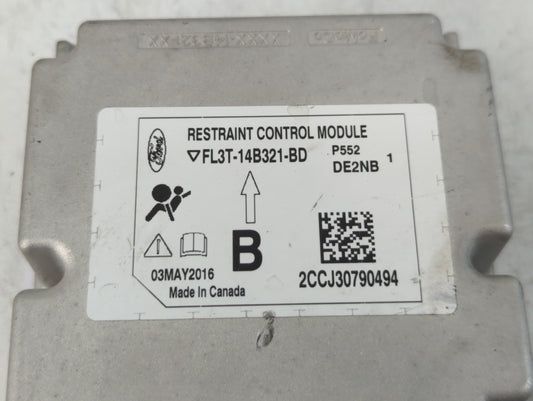 Ford
RESTRAINT CONTROL MODULE
FL3T-14B321-BD
P552
DE2NB 1
B
03MAY2016
Made In Canada
2CCJ30790494